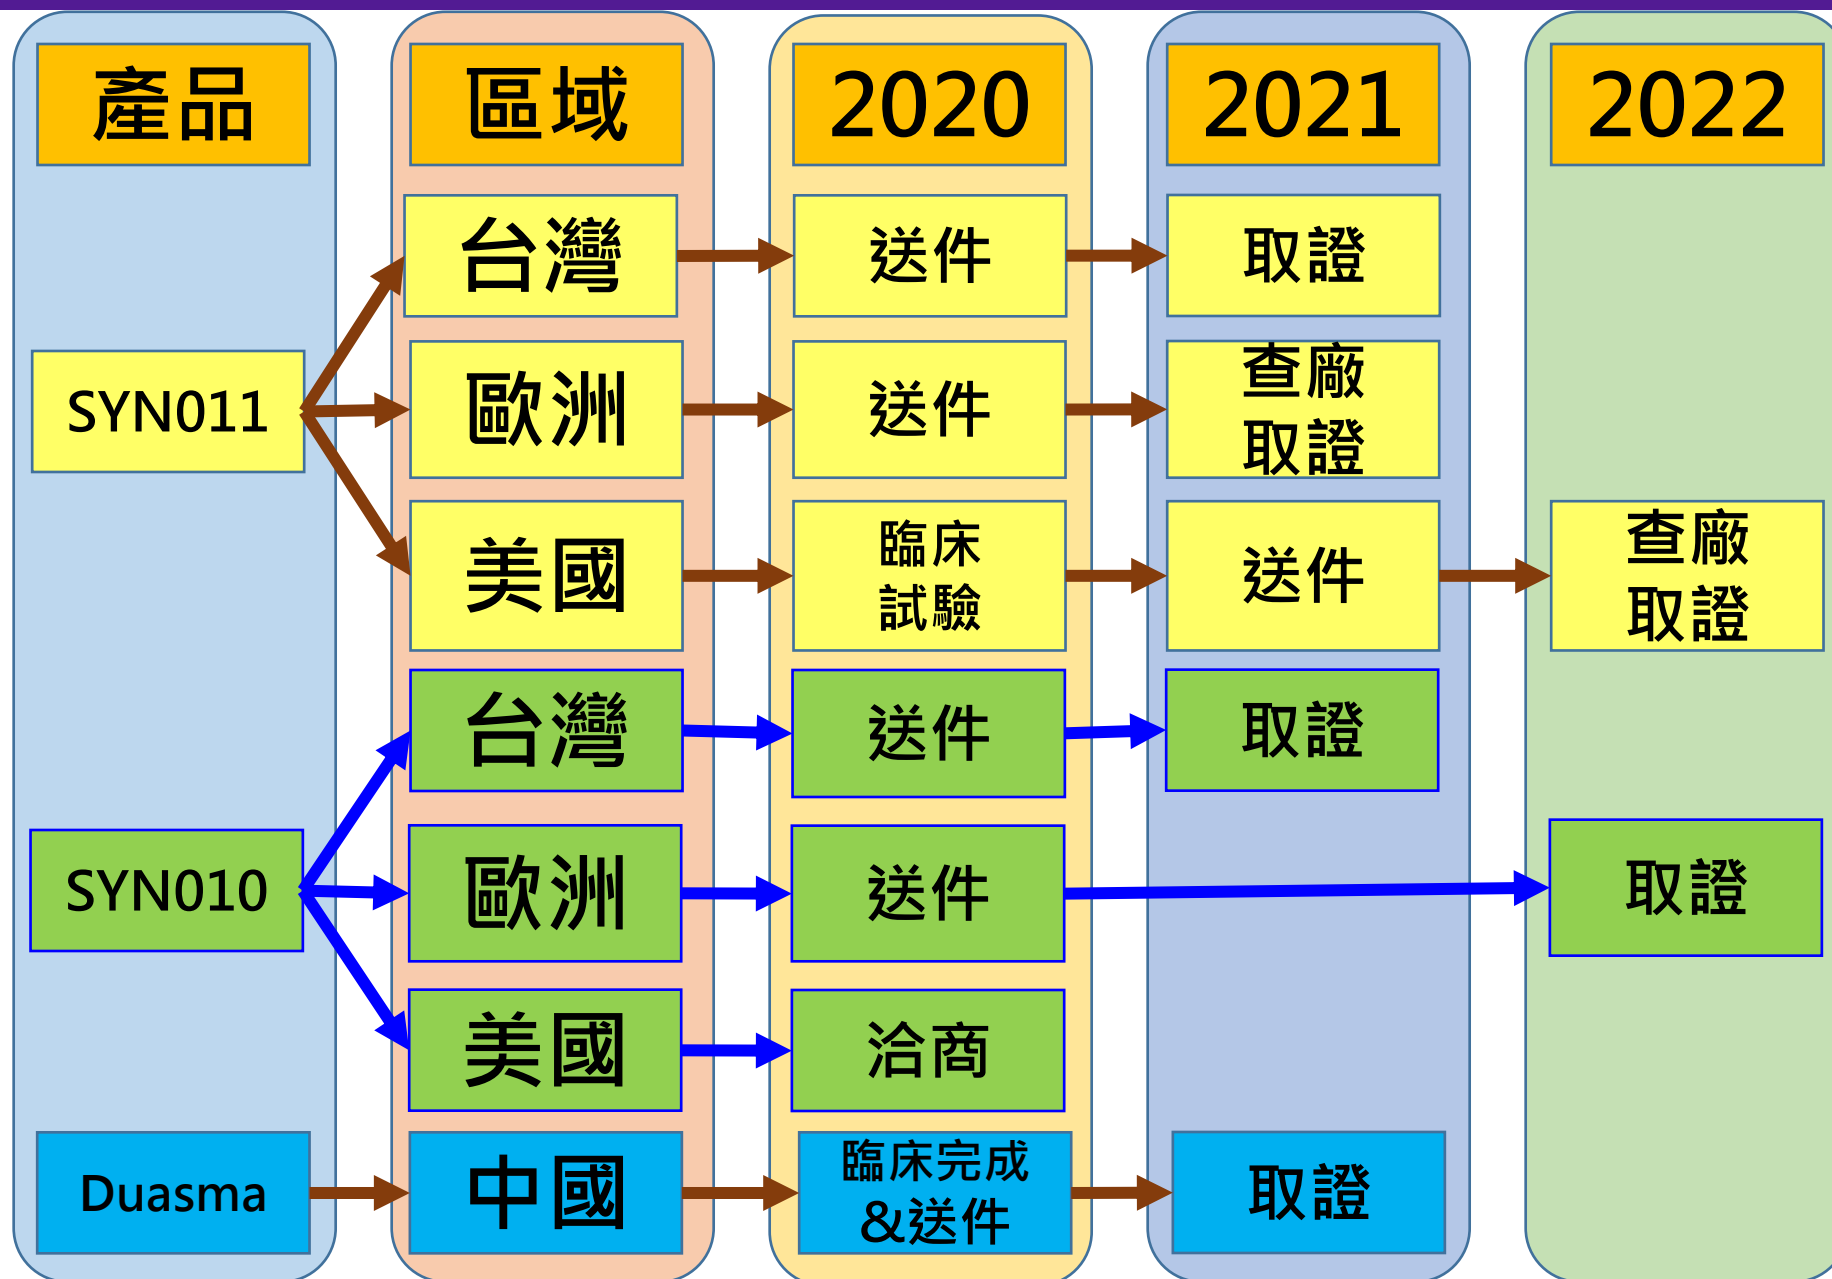 產品
區域
2020
2021
2022
SYN011
台灣
送件
取證
歐洲
送件
查廠
取證
美國
臨床
試驗
送件
查廠
取證
SYN010
台灣
送件
取證
歐洲
送件
取證
美國
洽商
Duasma
中國
臨床完成
&送件
取證